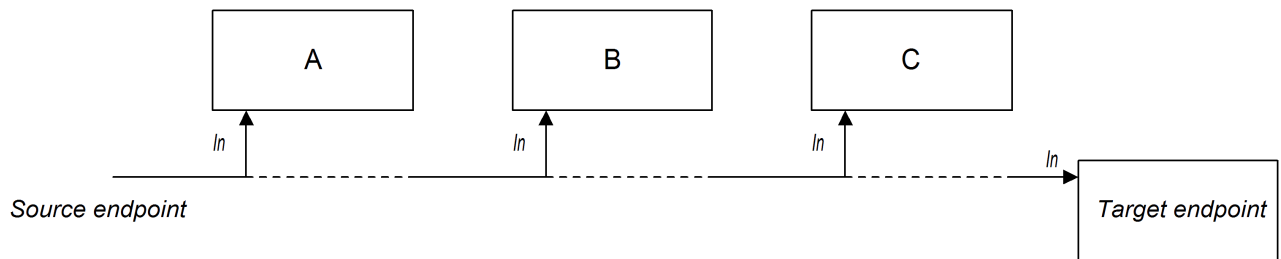 A
B
C
In
In
In
In
Source endpoint
Target endpoint